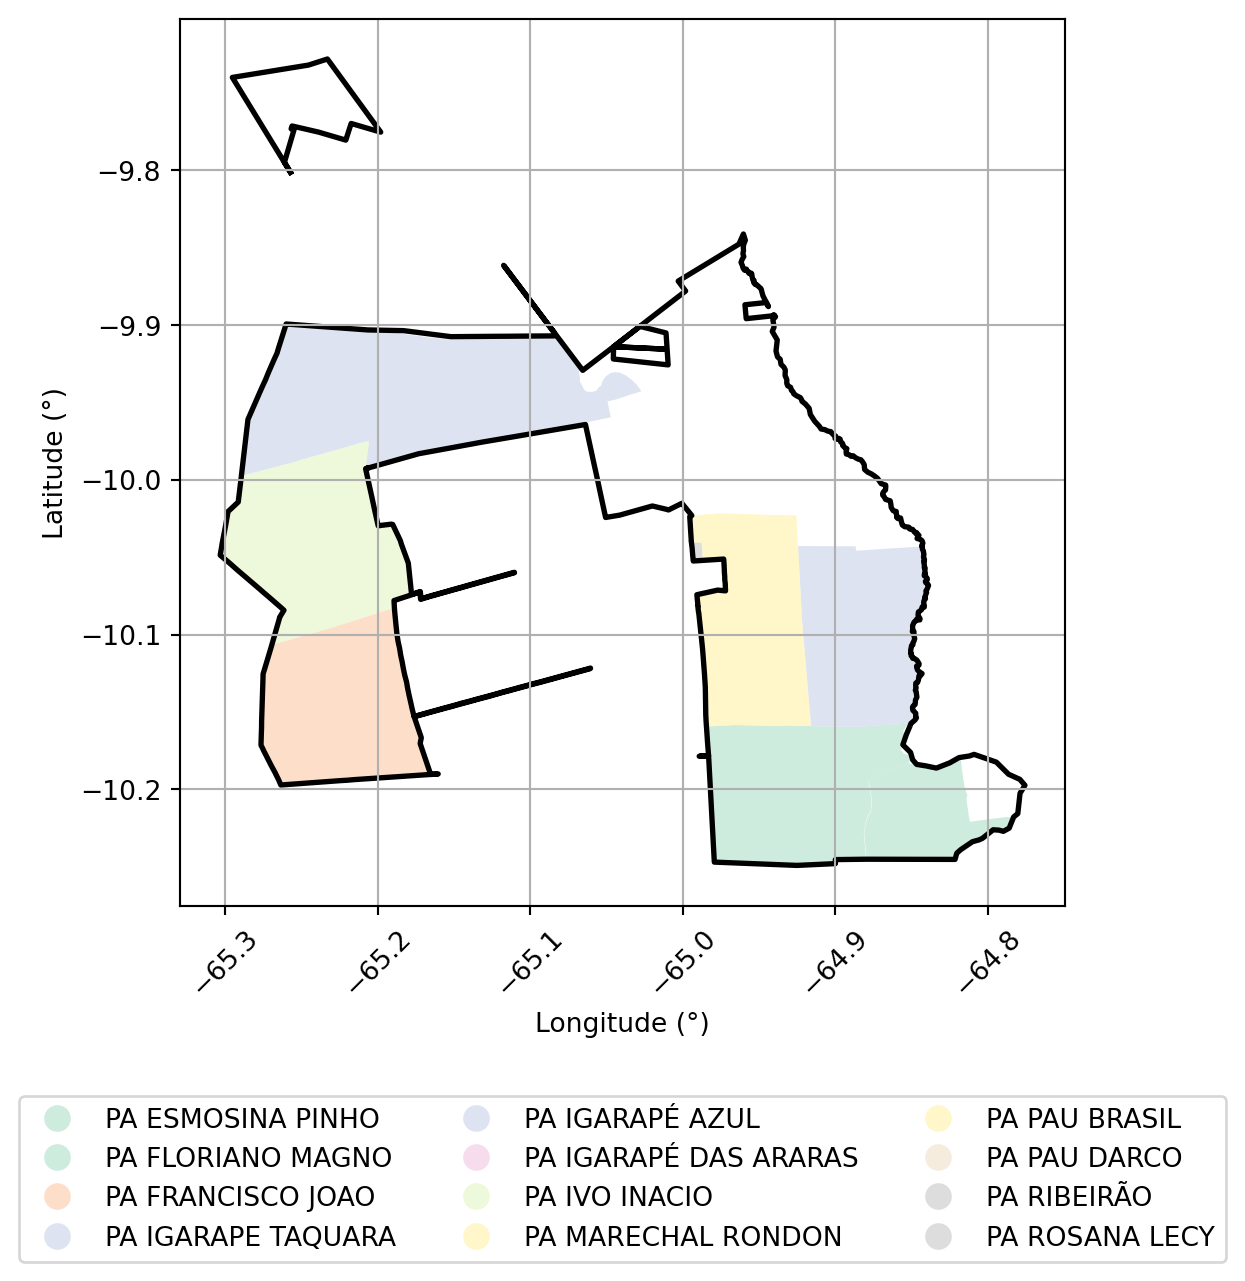 −9.8
−9.9
−10.0
−10.1
−10.2
Latitude (°)
−65.3
−65.2
−65.1
−65.0
−64.9
−64.8
Longitude (°)
PA ESMOSINA PINHO
PA FLORIANO MAGNO
PA FRANCISCO JOAO
PA IGARAPE TAQUARA
PA IGARAPÉ AZUL
PA IGARAPÉ DAS ARARAS
PA IVO INACIO
PA MARECHAL RONDON
PA PAU BRASIL
PA PAU DARCO
PA RIBEIRÃO
PA ROSANA LECY